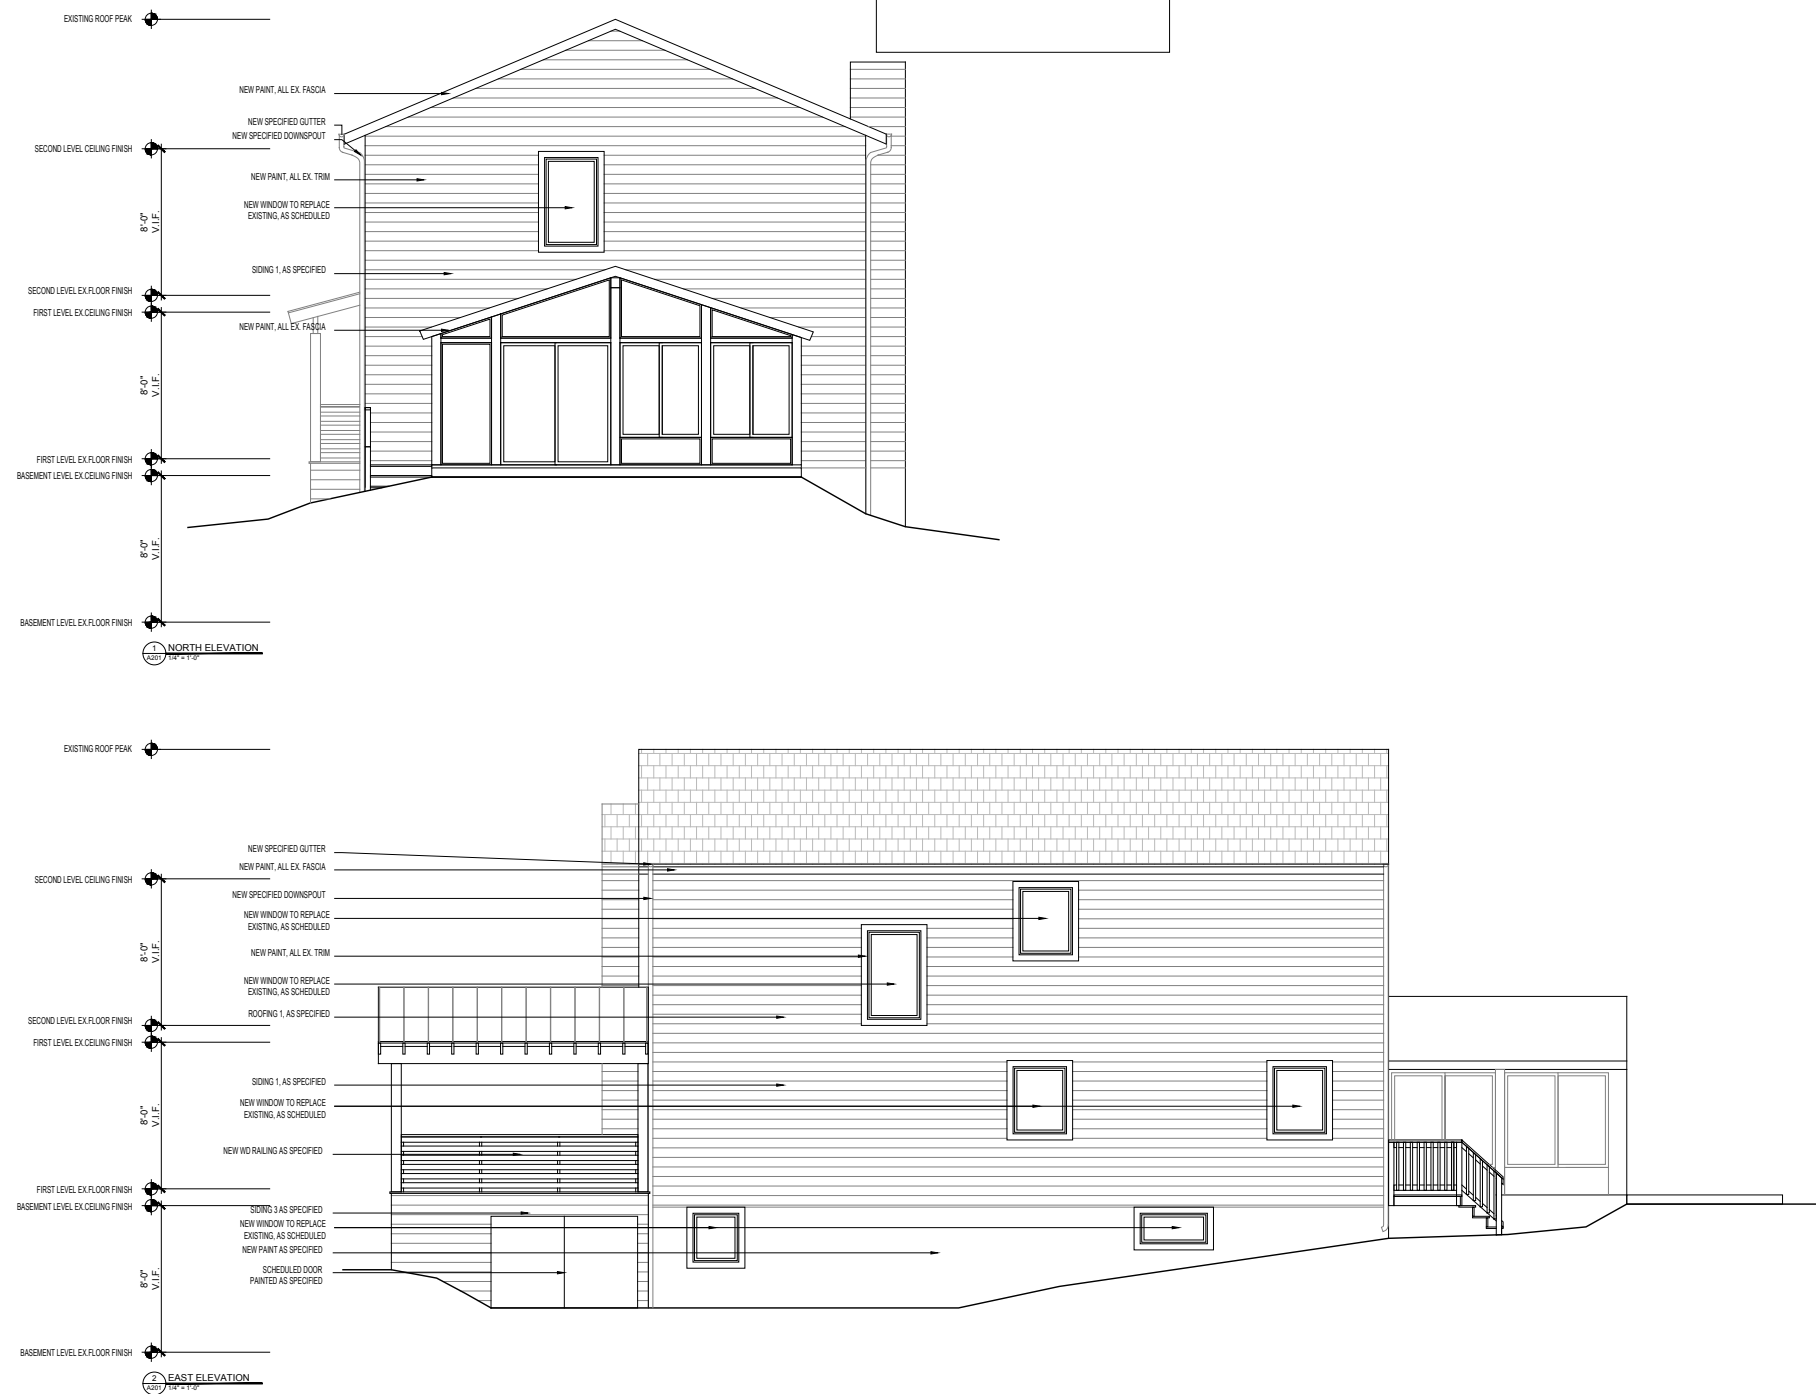 EXISTING ROOF PEAK
NEW PAINT, ALL EX. FASCIA
NEW SPECIFIED GUTTER
NEW SPECIFIED DOWNSPOUT
SECOND LEVEL CEILING FINISH
NEW PAINT, ALL EX. TRIM
NEW WINDOW TO REPLACE
EXISTING, AS SCHEDULED
8'-0"
V.I.F.
SIDING 1, AS SPECIFIED
SECOND LEVEL EX.FLOOR FINISH
FIRST LEVEL EX.CEILING FINISH
NEW PAINT, ALL EX. FASCIA
8'-0"
V.I.F.
FIRST LEVEL EX.FLOOR FINISH
BASEMENT LEVEL EX.CEILING FINISH
8'-0"
V.I.F.
BASEMENT LEVEL EX.FLOOR FINISH
1 NORTH ELEVATION
A201 1/4" = 1'-0"
EXISTING ROOF PEAK
NEW SPECIFIED GUTTER
NEW PAINT, ALL EX. FASCIA
SECOND LEVEL CEILING FINISH
NEW SPECIFIED DOWNSPOUT
NEW WINDOW TO REPLACE
EXISTING, AS SCHEDULED
8'-0"
V.I.F.
NEW PAINT, ALL EX. TRIM
NEW WINDOW TO REPLACE
EXISTING, AS SCHEDULED
ROOFING 1, AS SPECIFIED
SECOND LEVEL EX.FLOOR FINISH
FIRST LEVEL EX.CEILING FINISH
SIDING 1, AS SPECIFIED
NEW WINDOW TO REPLACE
EXISTING, AS SCHEDULED
8'-0"
V.I.F.
NEW WD RAILING AS SPECIFIED
FIRST LEVEL EX.FLOOR FINISH
BASEMENT LEVEL EX.CEILING FINISH
SIDING 3 AS SPECIFIED
NEW WINDOW TO REPLACE
EXISTING, AS SCHEDULED
NEW PAINT AS SPECIFIED
SCHEDULED DOOR
PAINTED AS SPECIFIED
8'-0"
V.I.F.
BASEMENT LEVEL EX.FLOOR FINISH
2 EAST ELEVATION
A201 1/4" = 1'-0"